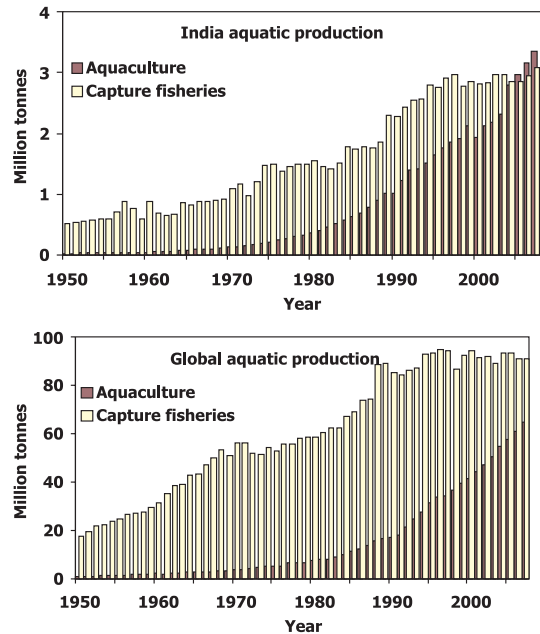 India aquatic production
Aquaculture
Capture fisheries
Million tonnes
4
3
2
1
0
1950 1960 1970 1980 1990 2000
Year
Global aquatic production
Aquaculture
Capture fisheries
Million tonnes
100
80
60
40
20
0
1950 1960 1970 1980 1990 2000
Year